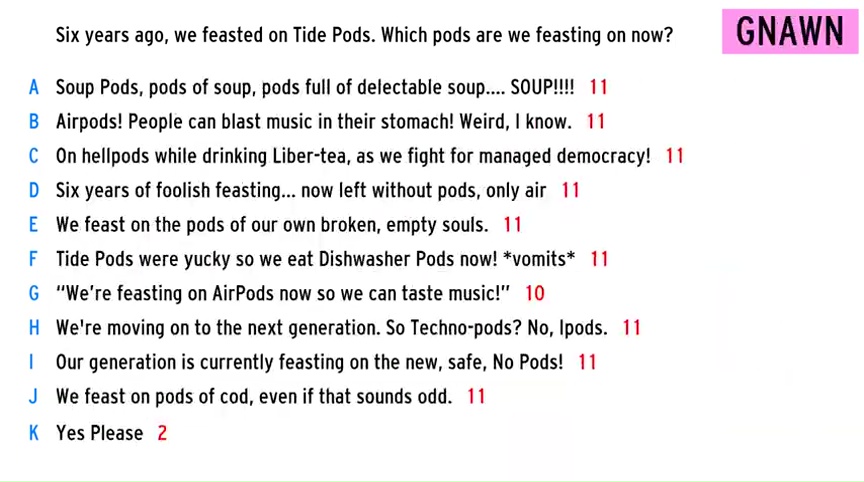 Six years ago, we feasted on Tide Pods. Which pods are we feasting on now?
GNAWN
A Soup Pods, pods of soup, pods full of delectable soup.... SOUP!!!! 11
B Airpods! People can blast music in their stomach! Weird, I know. 11
C On hellpods while drinking Liber-tea, as we fight for managed democracy! 11
D Six years of foolish feasting... now left without pods, only air 11
E We feast on the pods of our own broken, empty souls. 11
F Tide Pods were yucky so we eat Dishwasher Pods now! *vomits* 11
G “We’re feasting on AirPods now so we can taste music!” 10
H We're moving on to the next generation. So Techno-pods? No, Ipods. 11
I Our generation is currently feasting on the new, safe, No Pods! 11
J We feast on pods of cod, even if that sounds odd. 11
K Yes Please 2